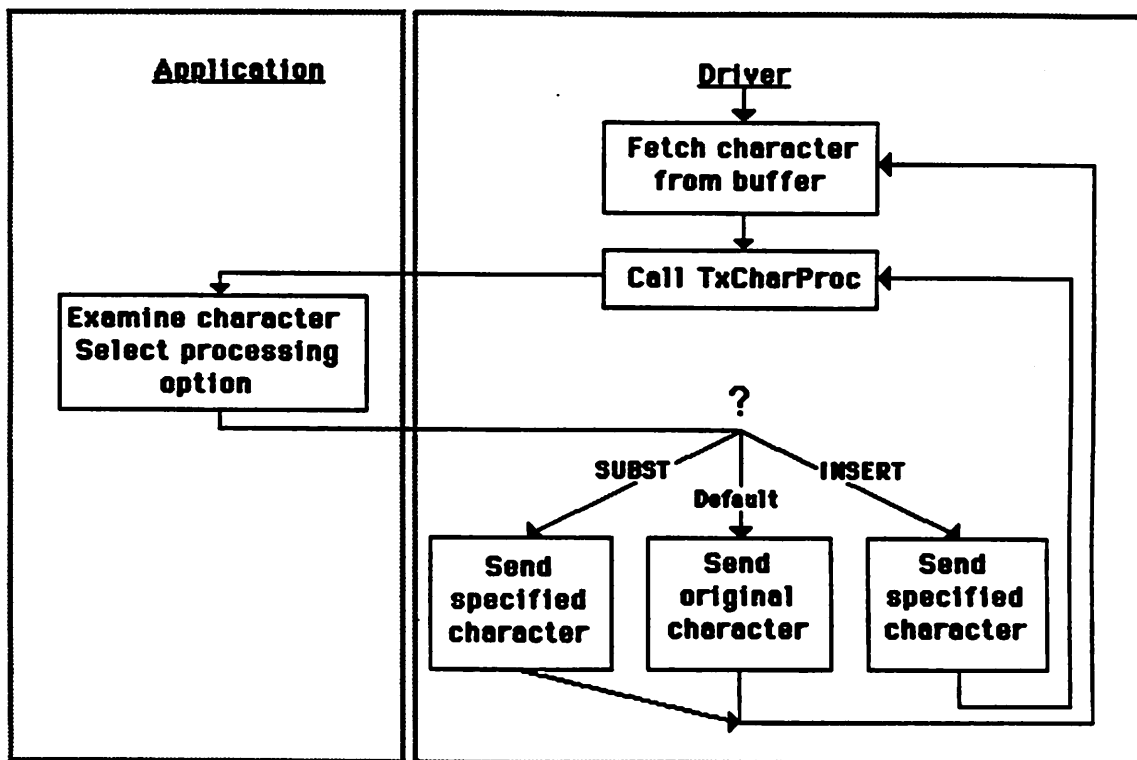 Application
Driver
Fetch character
from buffer
Call TxCharProc
Examine character
Select processing
option
?
SUBST
Default
INSERT
Send
specified
character
Send
original
character
Send
specified
character